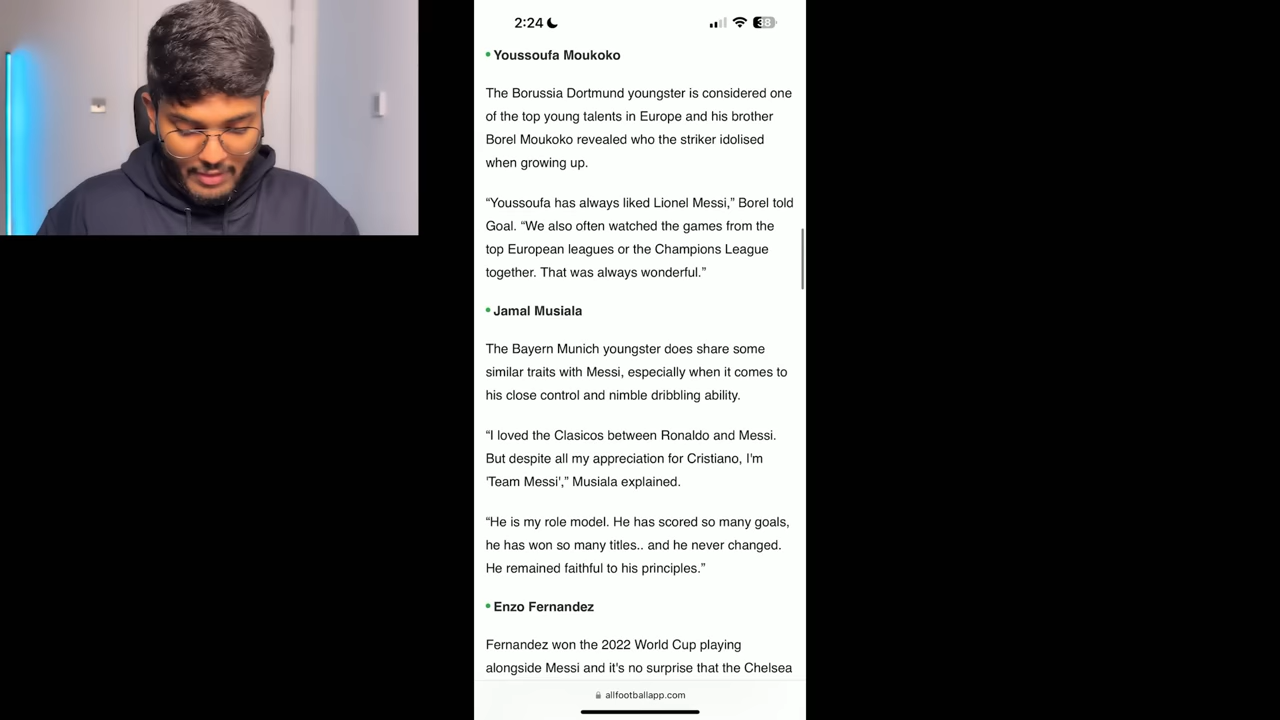 2:24
38
Youssoufa Moukoko
The Borussia Dortmund youngster is considered one
of the top young talents in Europe and his brother
Borel Moukoko revealed who the striker idolised
when growing up.
“Youssoufa has always liked Lionel Messi,” Borel told
Goal. “We also often watched the games from the
top European leagues or the Champions League
together. That was always wonderful.”
Jamal Musiala
The Bayern Munich youngster does share some
similar traits with Messi, especially when it comes to
his close control and nimble dribbling ability.
“I loved the Clasicos between Ronaldo and Messi.
But despite all my appreciation for Cristiano, I'm
'Team Messi',” Musiala explained.
“He is my role model. He has scored so many goals,
he has won so many titles.. and he never changed.
He remained faithful to his principles.”
Enzo Fernandez
Fernandez won the 2022 World Cup playing
alongside Messi and it's no surprise that the Chelsea
allfootballapp.com